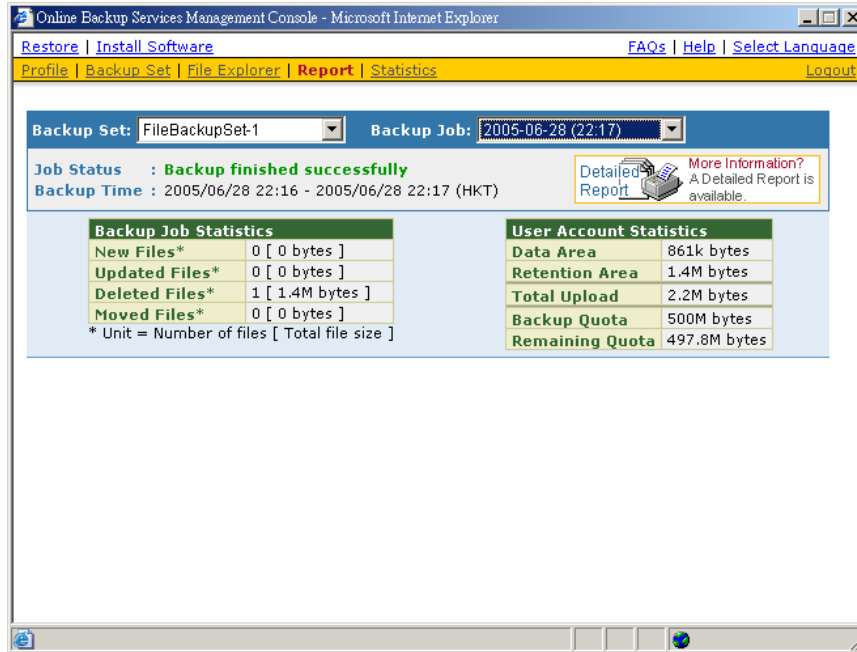 Online Backup Services Management Console - Microsoft Internet Explorer
Restore | Install Software FAQs | Help | Select Language
Profile | Backup Set | File Explorer | Report | Statistics Logout
Backup Set: FileBackupSet-1 Backup Job: 2005-06-28 (22:17)
Job Status : Backup finished successfully
Backup Time : 2005/06/28 22:16 - 2005/06/28 22:17 (HKT)
Detailed Report
More Information?
A Detailed Report is
available.
Backup Job Statistics
New Files* 0 [ 0 bytes ]
Updated Files* 0 [ 0 bytes ]
Deleted Files* 1 [ 1.4M bytes ]
Moved Files* 0 [ 0 bytes ]
* Unit = Number of files [ Total file size ]
User Account Statistics
Data Area 861k bytes
Retention Area 1.4M bytes
Total Upload 2.2M bytes
Backup Quota 500M bytes
Remaining Quota 497.8M bytes